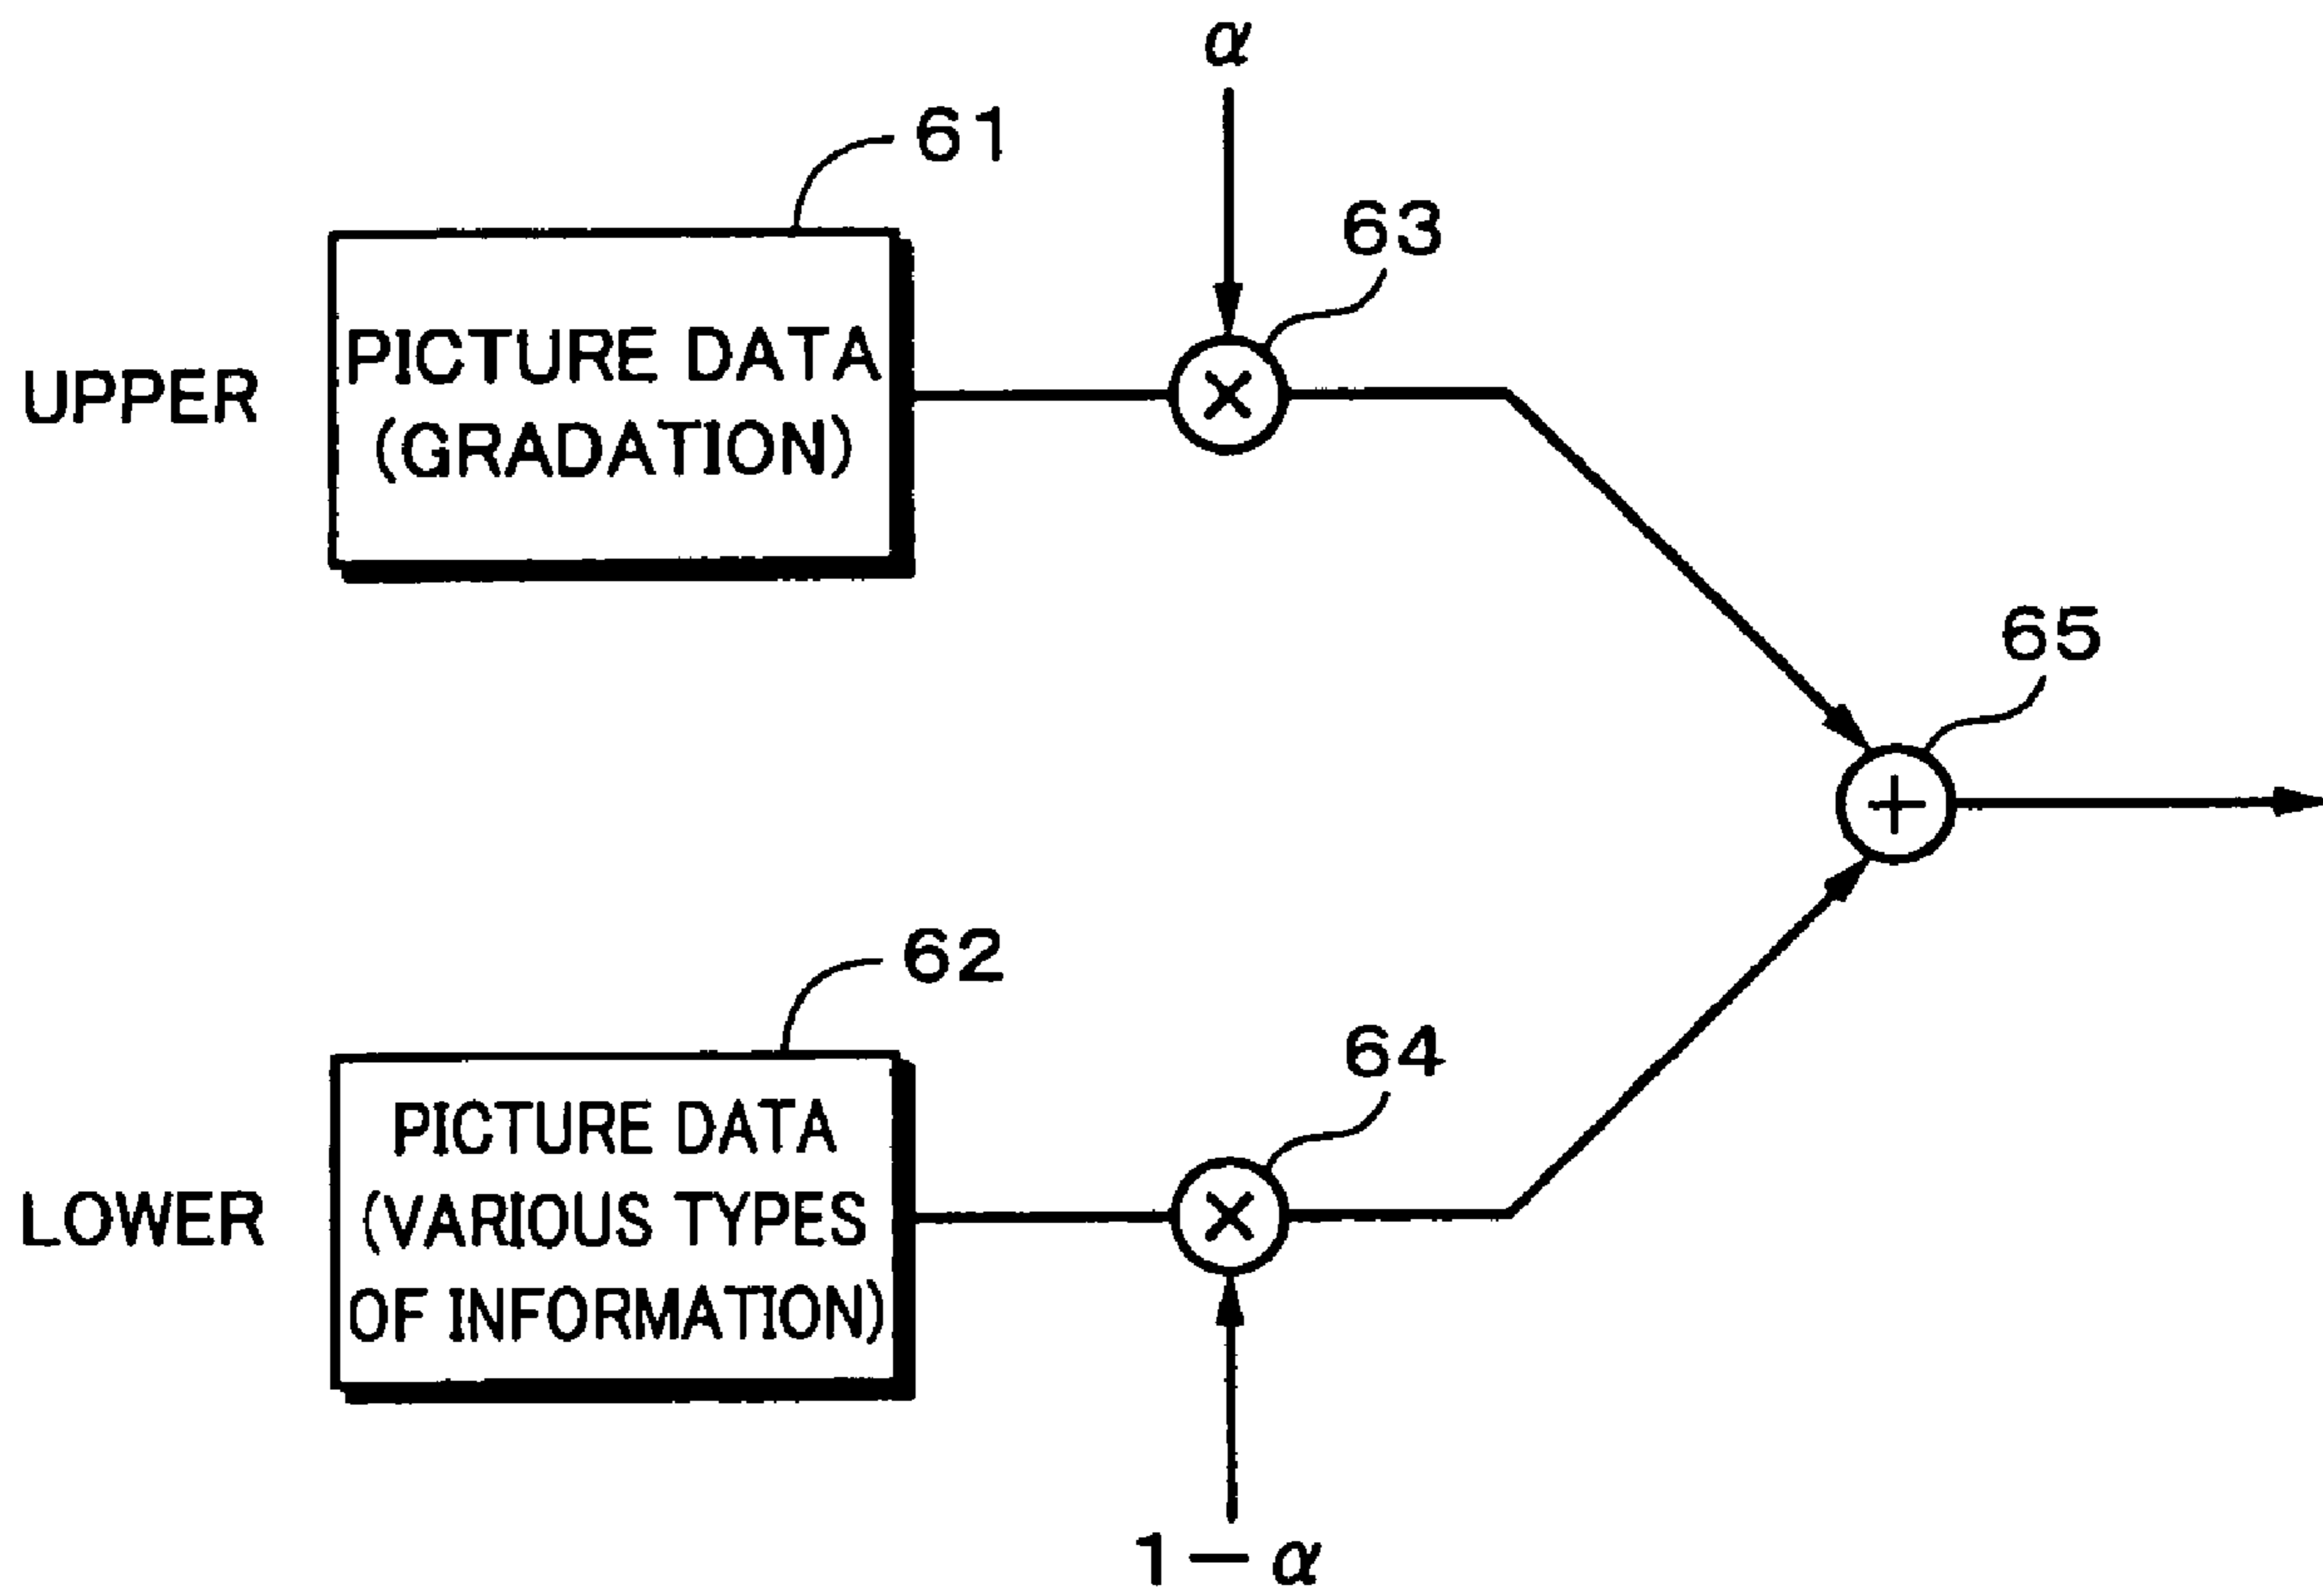 α
61
63
UPPER
PICTURE DATA
(GRADATION)
65
62
64
LOWER
PICTURE DATA
(VARIOUS TYPES
OF INFORMATION)
1-α